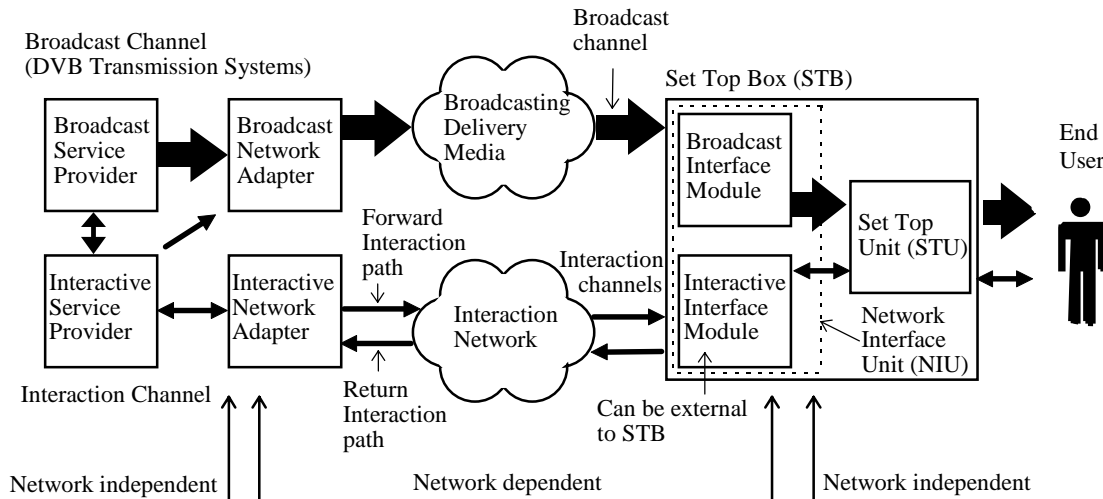 Broadcast Channel
(DVB Transmission Systems)
Broadcast
channel
Set Top Box (STB)
Broadcast
Service
Provider
Broadcast
Network
Adapter
Broadcasting
Delivery
Media
Broadcast
Interface
Module
Set Top
Unit (STU)
End
User
Forward
Interaction
path
Interaction
channels
Interactive
Service
Provider
Interactive
Network
Adapter
Interaction
Network
Interactive
Interface
Module
Network
Interface
Unit (NIU)
Interaction Channel
Return
Interaction
path
Can be external
to STB
Network independent
Network dependent
Network independent